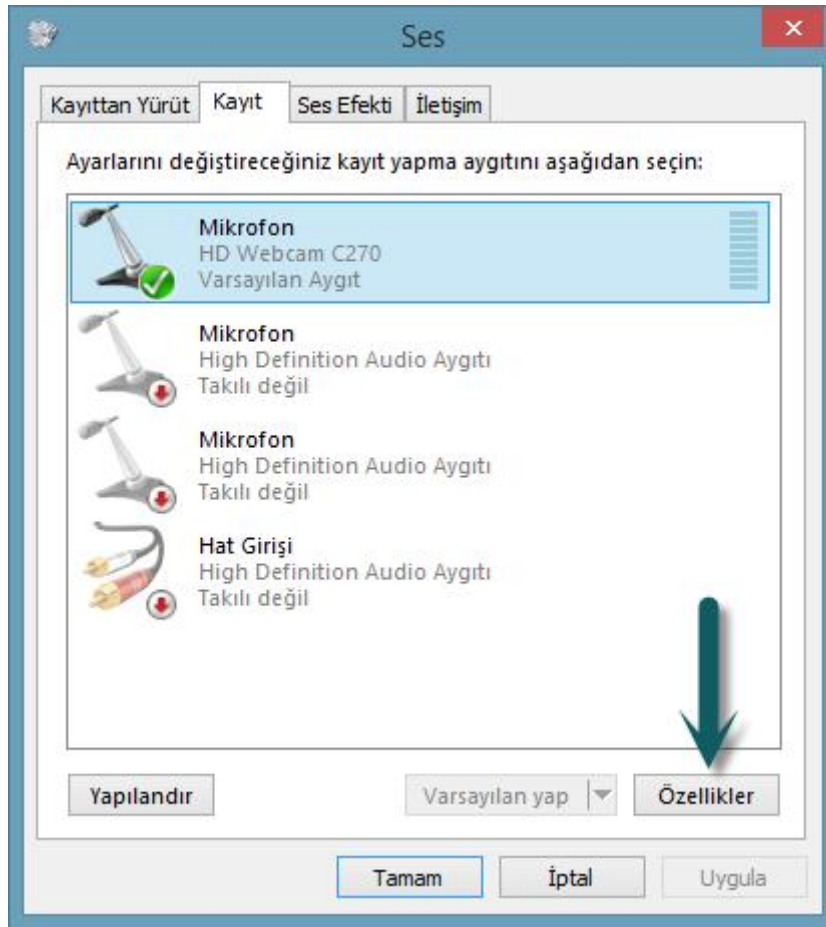 Ses
Kayıttan Yürüt Kayıt Ses Efekti İletişim
Ayarlarını değiştireceğiniz kayıt yapma aygıtını aşağıdan seçin:
Mikrofon
HD Webcam C270
Varsayılan Aygıt
Mikrofon
High Definition Audio Aygıtı
Takılı değil
Mikrofon
High Definition Audio Aygıtı
Takılı değil
Hat Girişi
High Definition Audio Aygıtı
Takılı değil
Yapılandır Varsayılan yap Özellikler
Tamam İptal Uygula